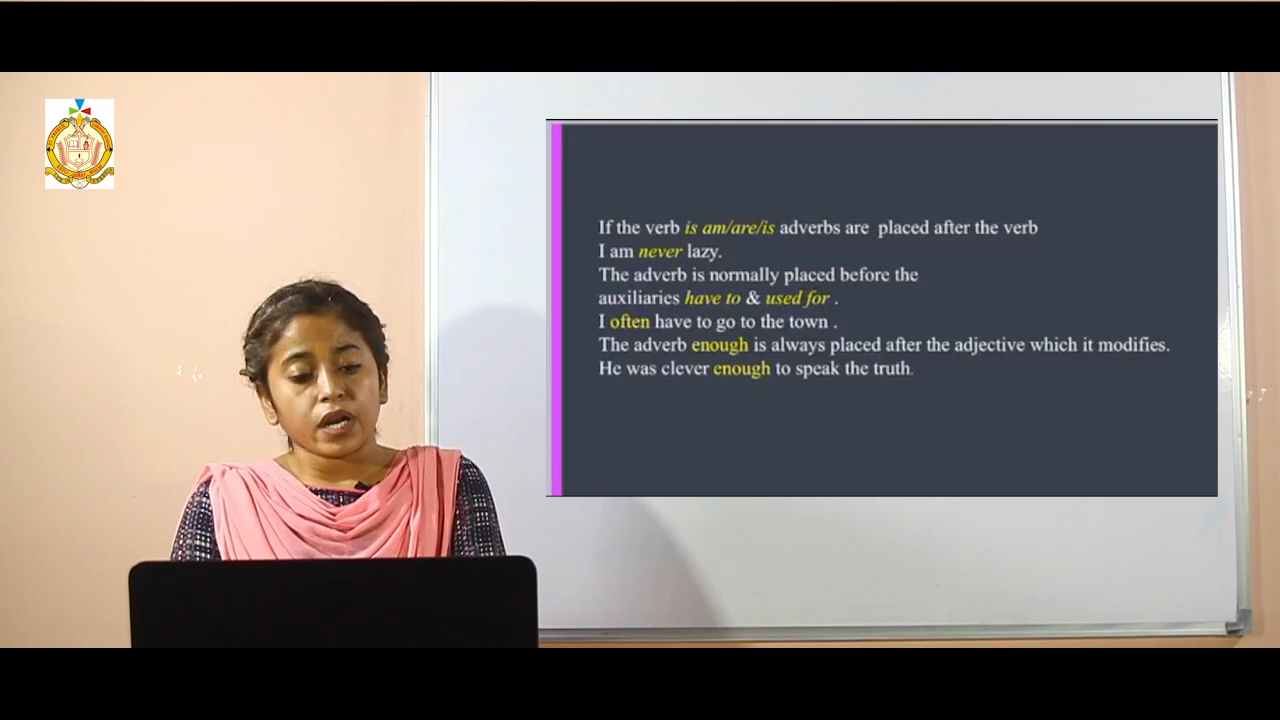 If the verb is am/are/is adverbs are placed after the verb
I am never lazy.
The adverb is normally placed before the
auxiliaries have to & used for .
I often have to go to the town .
The adverb enough is always placed after the adjective which it modifies.
He was clever enough to speak the truth.